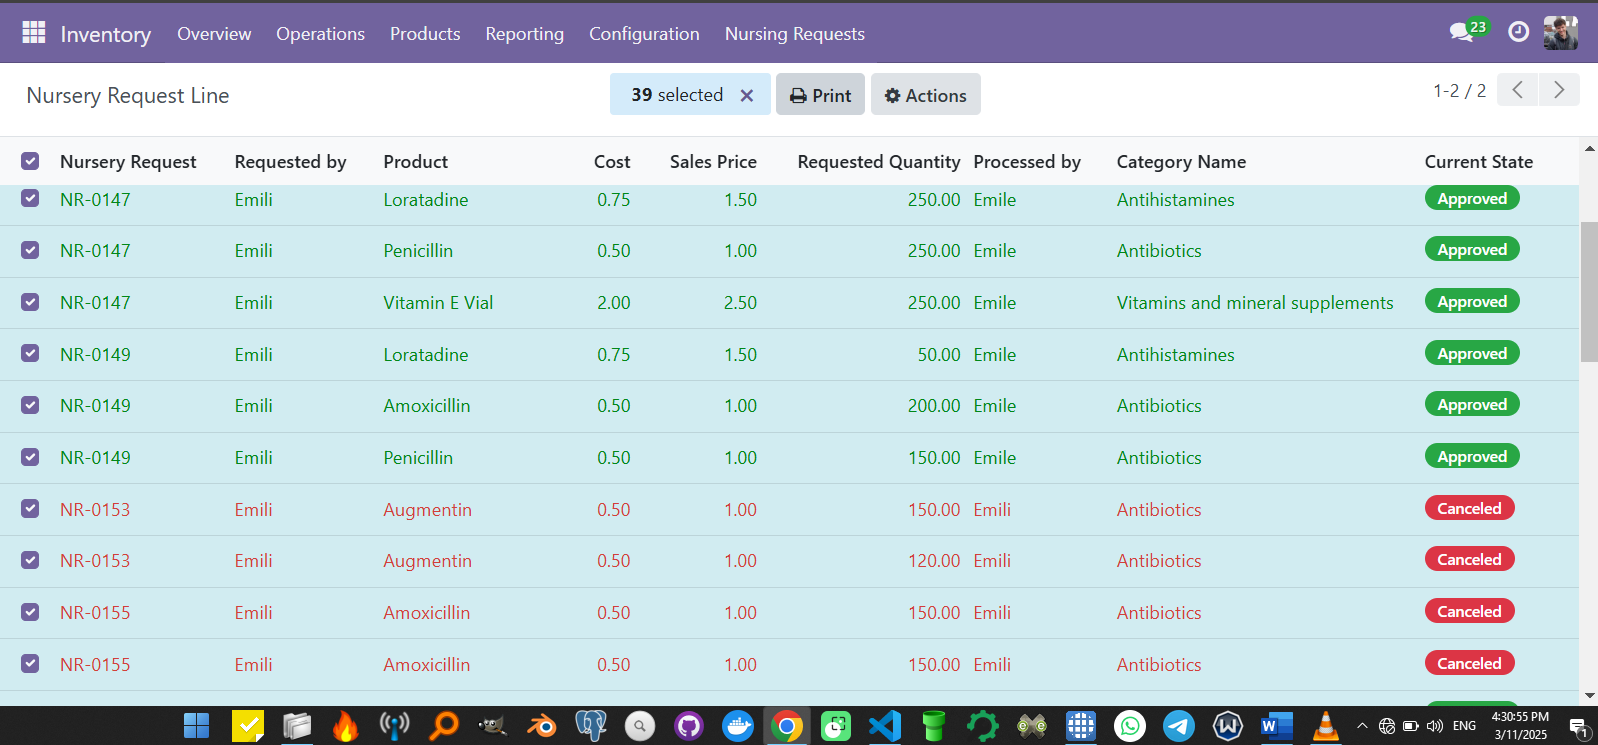 Inventory Overview Operations Products Reporting Configuration Nursing Requests 23
Nursery Request Line 39 selected × Print Actions 1-2 / 2
Nursery Request Requested by Product Cost Sales Price Requested Quantity Processed by Category Name Current State
NR-0147 Emili Loratadine 0.75 1.50 250.00 Emile Antihistamines Approved
NR-0147 Emili Penicillin 0.50 1.00 250.00 Emile Antibiotics Approved
NR-0147 Emili Vitamin E Vial 2.00 2.50 250.00 Emile Vitamins and mineral supplements Approved
NR-0149 Emili Loratadine 0.75 1.50 50.00 Emile Antihistamines Approved
NR-0149 Emili Amoxicillin 0.50 1.00 200.00 Emile Antibiotics Approved
NR-0149 Emili Penicillin 0.50 1.00 150.00 Emile Antibiotics Approved
NR-0153 Emili Augmentin 0.50 1.00 150.00 Emili Antibiotics Canceled
NR-0153 Emili Augmentin 0.50 1.00 120.00 Emili Antibiotics Canceled
NR-0155 Emili Amoxicillin 0.50 1.00 150.00 Emili Antibiotics Canceled
NR-0155 Emili Amoxicillin 0.50 1.00 150.00 Emili Antibiotics Canceled
ENG 4:30:55 PM 1
3/11/2025